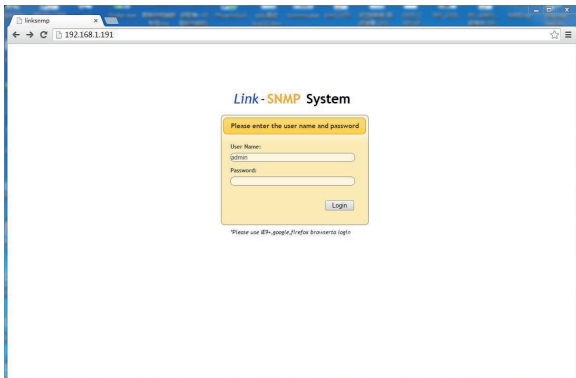 linksnmp
192.168.1.191
Link-SNMP System
Please enter the user name and password
User Name:
admin
Password:
Login
*Please use IE9+,google,firefox browserto login